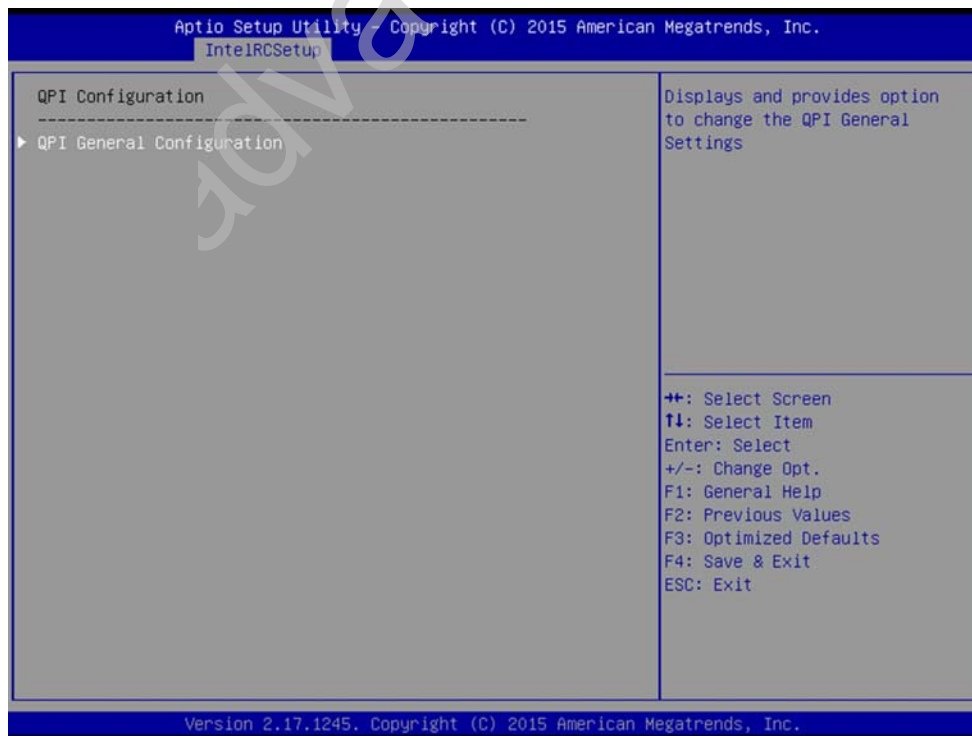 Aptio Setup Utility - Copyright (C) 2015 American Megatrends, Inc.
IntelRCSetup
QPI Configuration
--------------------------------------------------
▶ QPI General Configuration
Displays and provides option
to change the QPI General
Settings
→←: Select Screen
↑↓: Select Item
Enter: Select
+/-: Change Opt.
F1: General Help
F2: Previous Values
F3: Optimized Defaults
F4: Save & Exit
ESC: Exit
Version 2.17.1245. Copyright (C) 2015 American Megatrends, Inc.
adva